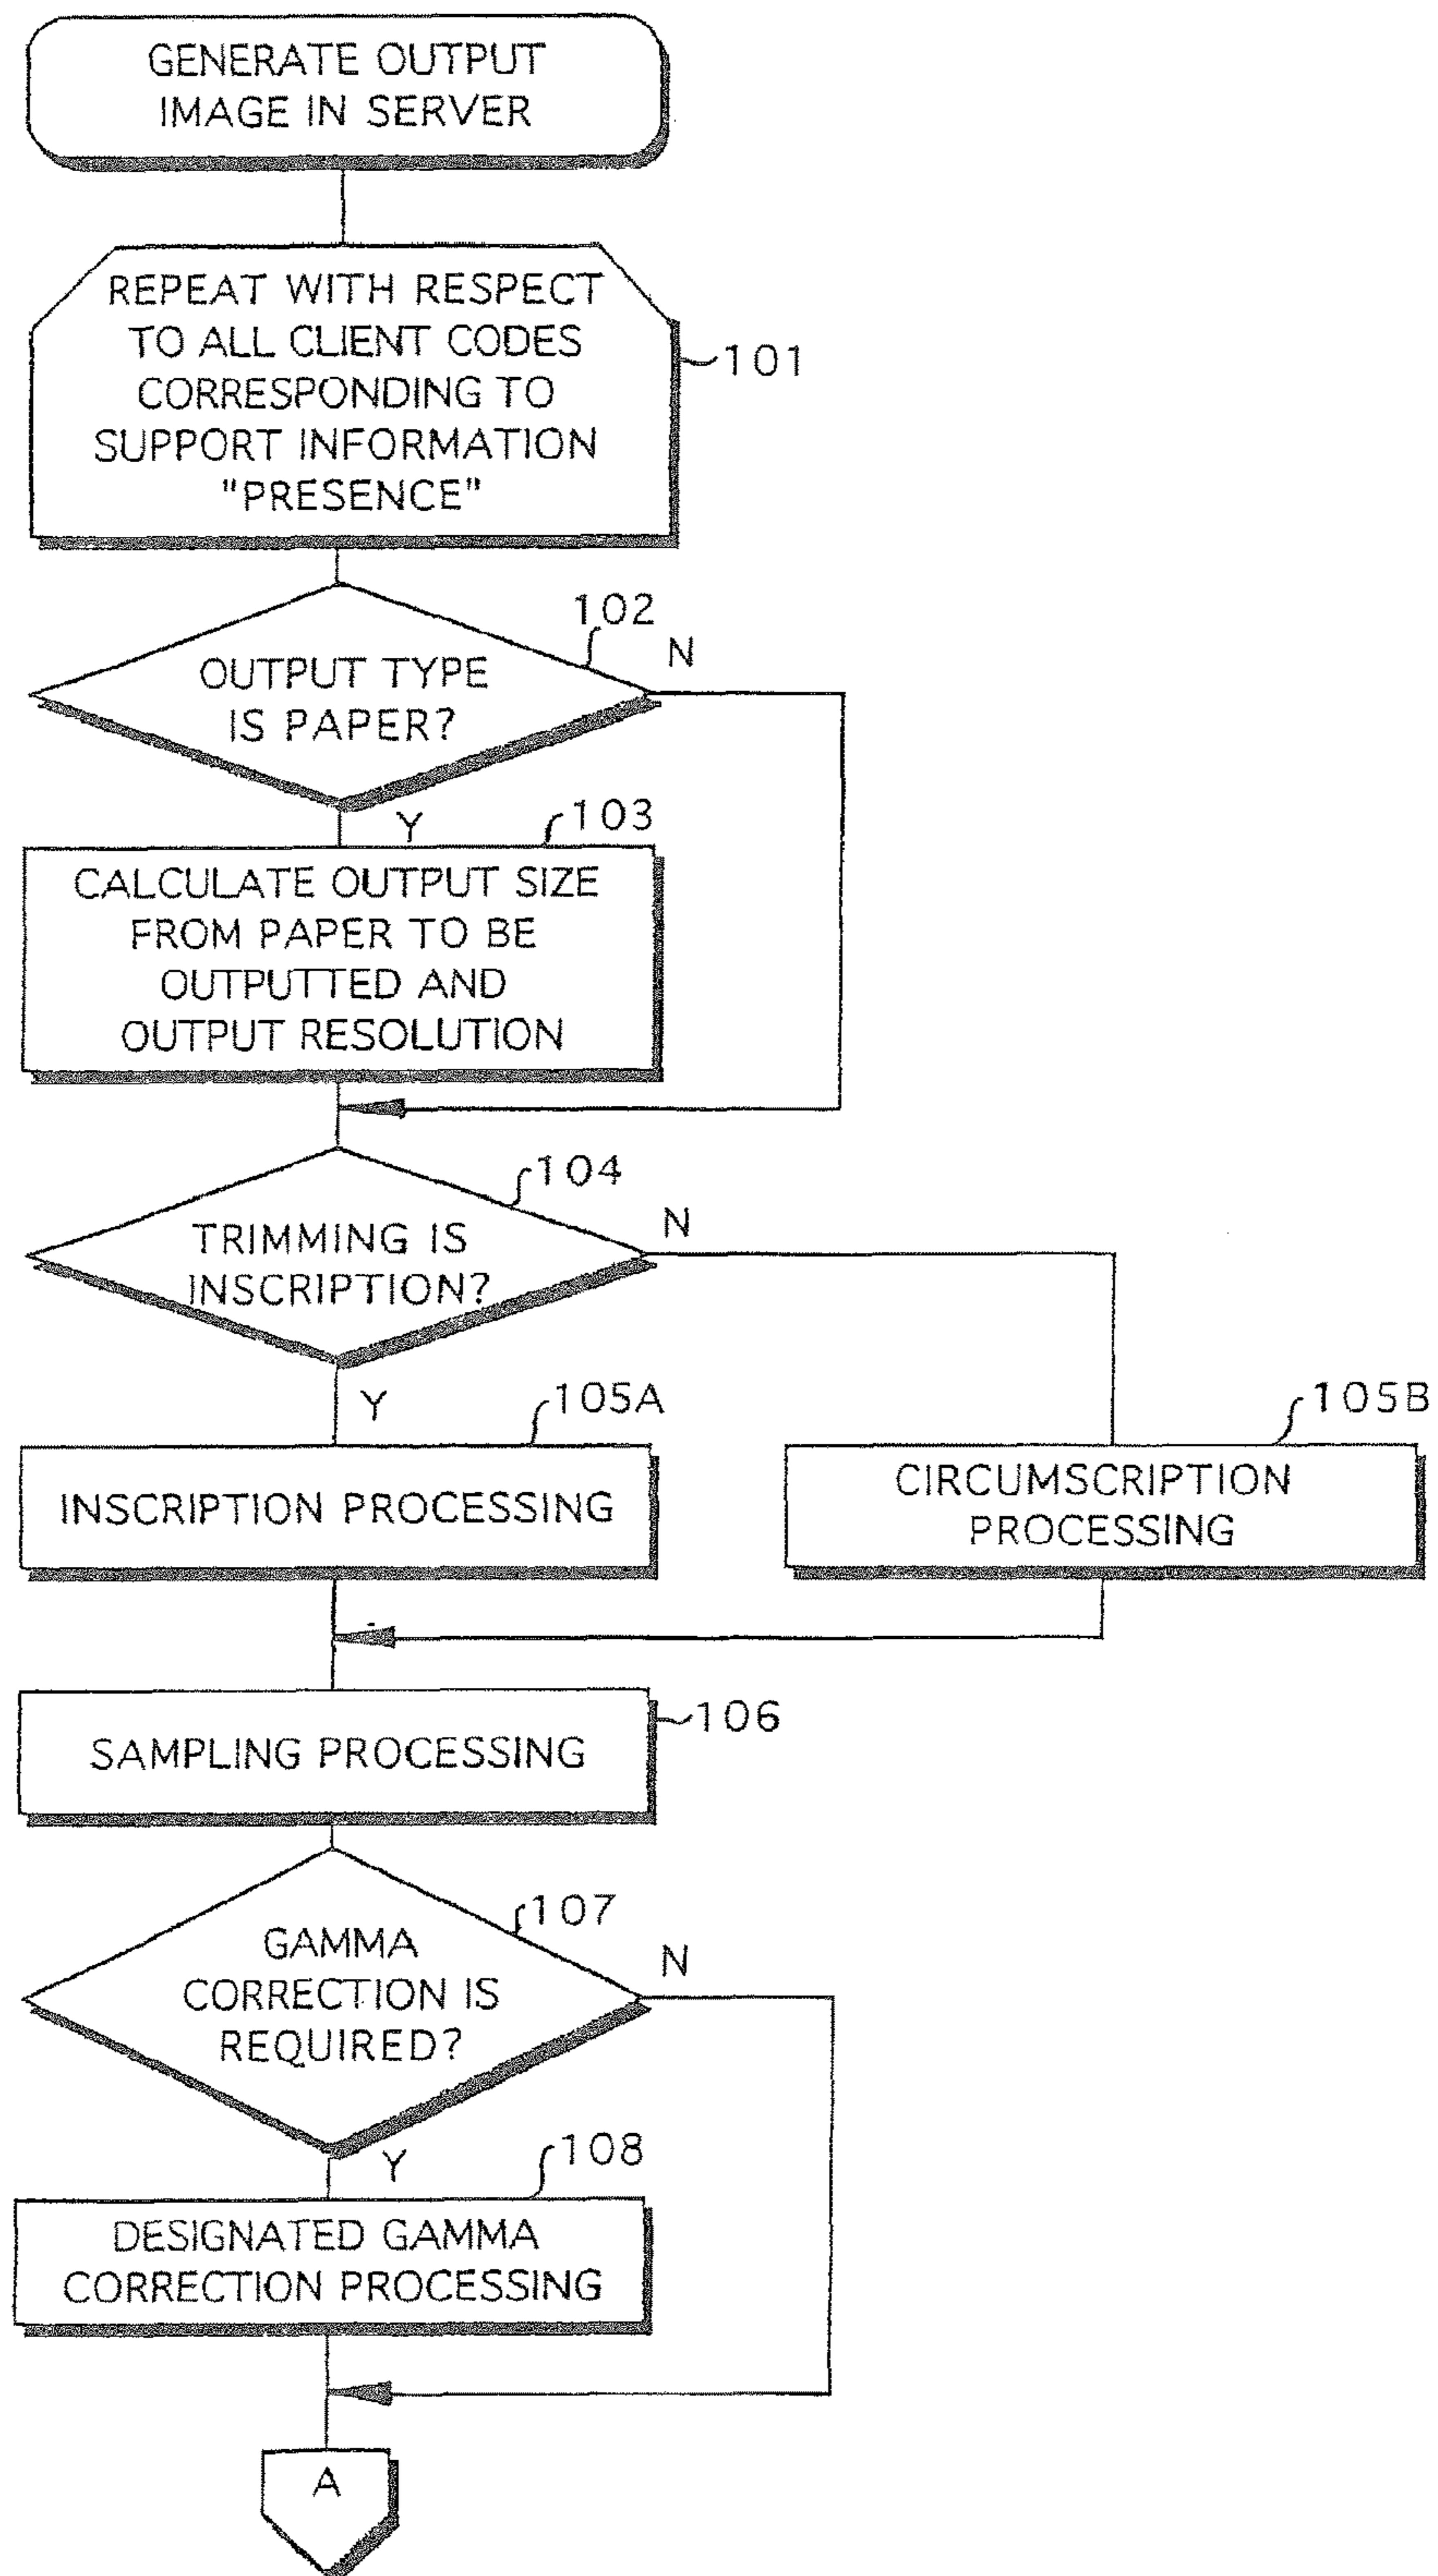 GENERATE OUTPUT
IMAGE IN SERVER
REPEAT WITH RESPECT
TO ALL CLIENT CODES
CORRESPONDING TO
SUPPORT INFORMATION
"PRESENCE"
101
102
OUTPUT TYPE
IS PAPER?
N
Y
103
CALCULATE OUTPUT SIZE
FROM PAPER TO BE
OUTPUTTED AND
OUTPUT RESOLUTION
104
TRIMMING IS
INSCRIPTION?
N
Y
105A
INSCRIPTION PROCESSING
105B
CIRCUMSCRIPTION
PROCESSING
106
SAMPLING PROCESSING
107
GAMMA
CORRECTION IS
REQUIRED?
N
Y
108
DESIGNATED GAMMA
CORRECTION PROCESSING
A